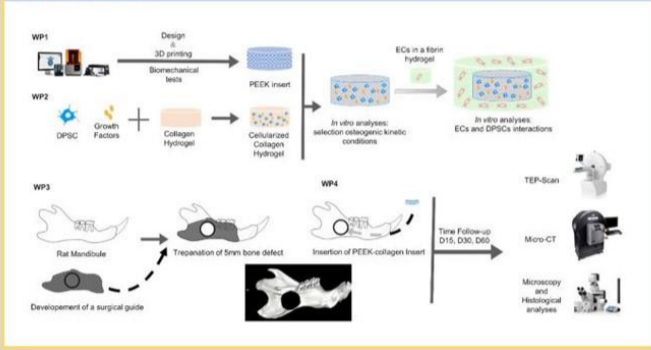 WP1
Design
&
3D printing
Biomechanical
tests
PEEK insert
WP2
DPSC
Growth
Factors
Collagen
Hydrogel
Cellularized
Collagen
Hydrogel
In vitro analyses:
selection osteogenic kinetic
conditions
ECs in a fibrin
hydrogel
In vitro analyses:
ECs and DPSCs interactions
WP3
Rat Mandibule
Trepanation of 5mm bone defect
Developement of a surgical guide
WP4
Insertion of PEEK-collagen Insert
Time Follow-up
D15, D30, D60
TEP-Scan
Micro-CT
Microscopy
and
Histological
analyses